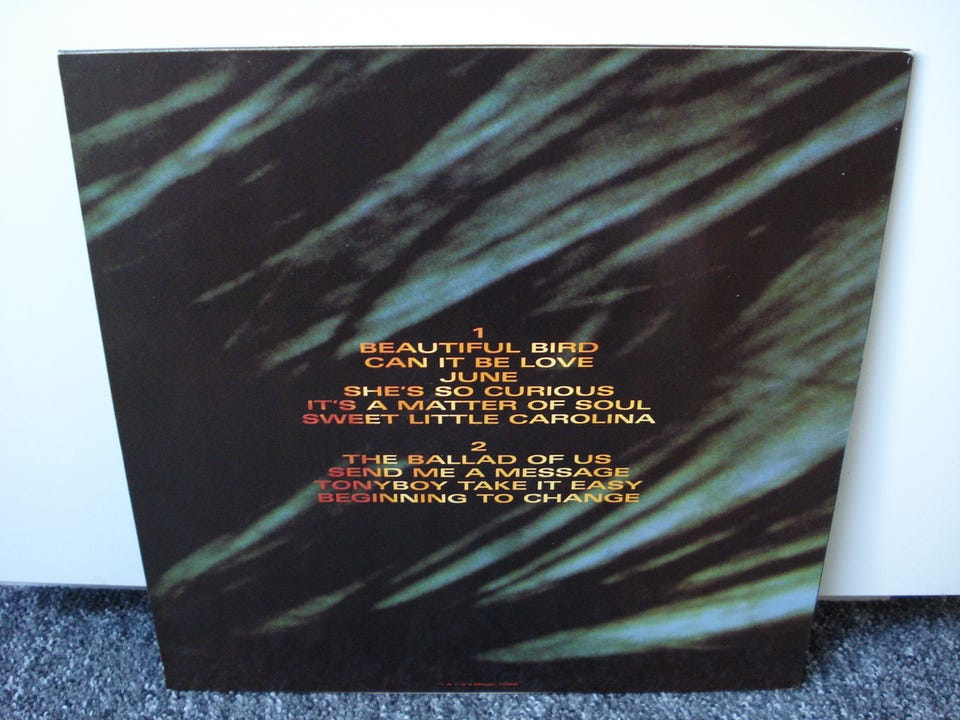 1
BEAUTIFUL BIRD
CAN IT BE LOVE
JUNE
SHE'S SO CURIOUS
IT'S A MATTER OF SOUL
SWEET LITTLE CAROLINA
2
THE BALLAD OF US
SEND ME A MESSAGE
TONYBOY TAKE IT EASY
BEGINNING TO CHANGE